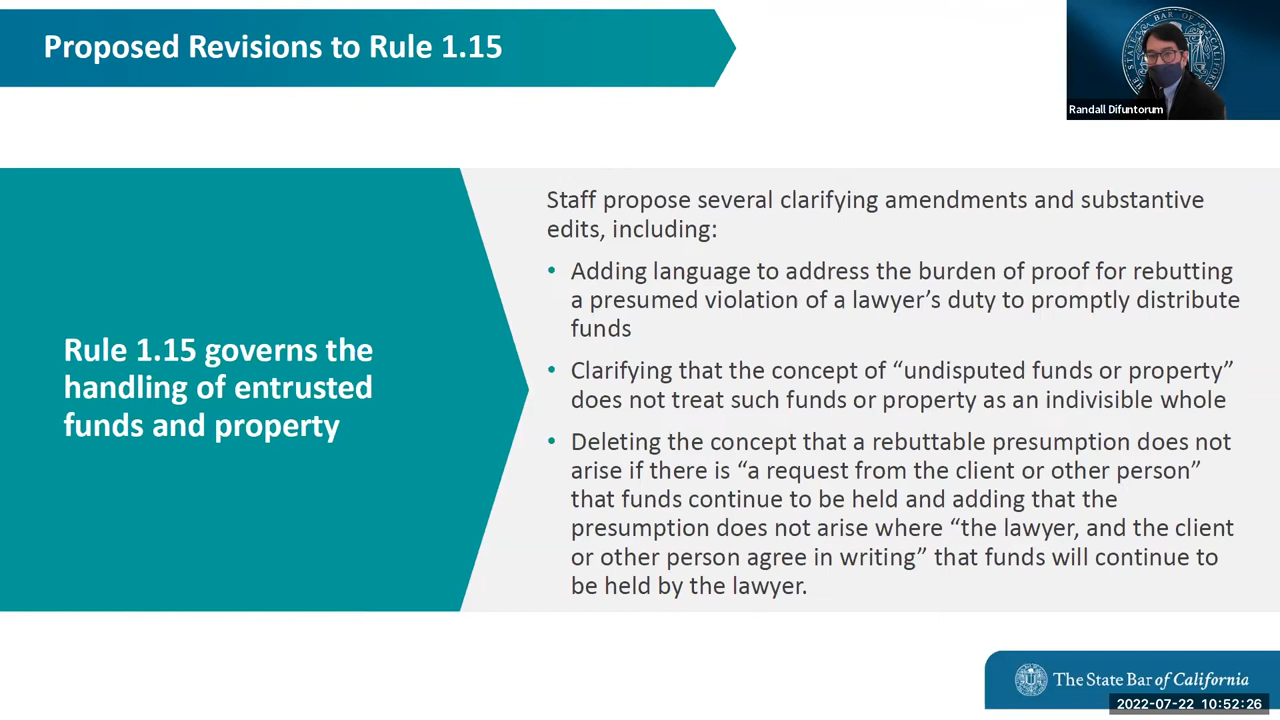 Proposed Revisions to Rule 1.15
THE STATE BAR OF CALIFORNIA
Randall Difuntorum
Rule 1.15 governs the
handling of entrusted
funds and property
Staff propose several clarifying amendments and substantive
edits, including:
• Adding language to address the burden of proof for rebutting
a presumed violation of a lawyer’s duty to promptly distribute
funds
• Clarifying that the concept of “undisputed funds or property”
does not treat such funds or property as an indivisible whole
• Deleting the concept that a rebuttable presumption does not
arise if there is “a request from the client or other person”
that funds continue to be held and adding that the
presumption does not arise where “the lawyer, and the client
or other person agree in writing” that funds will continue to
be held by the lawyer.
The State Bar of California
2022-07-22 10:52:26